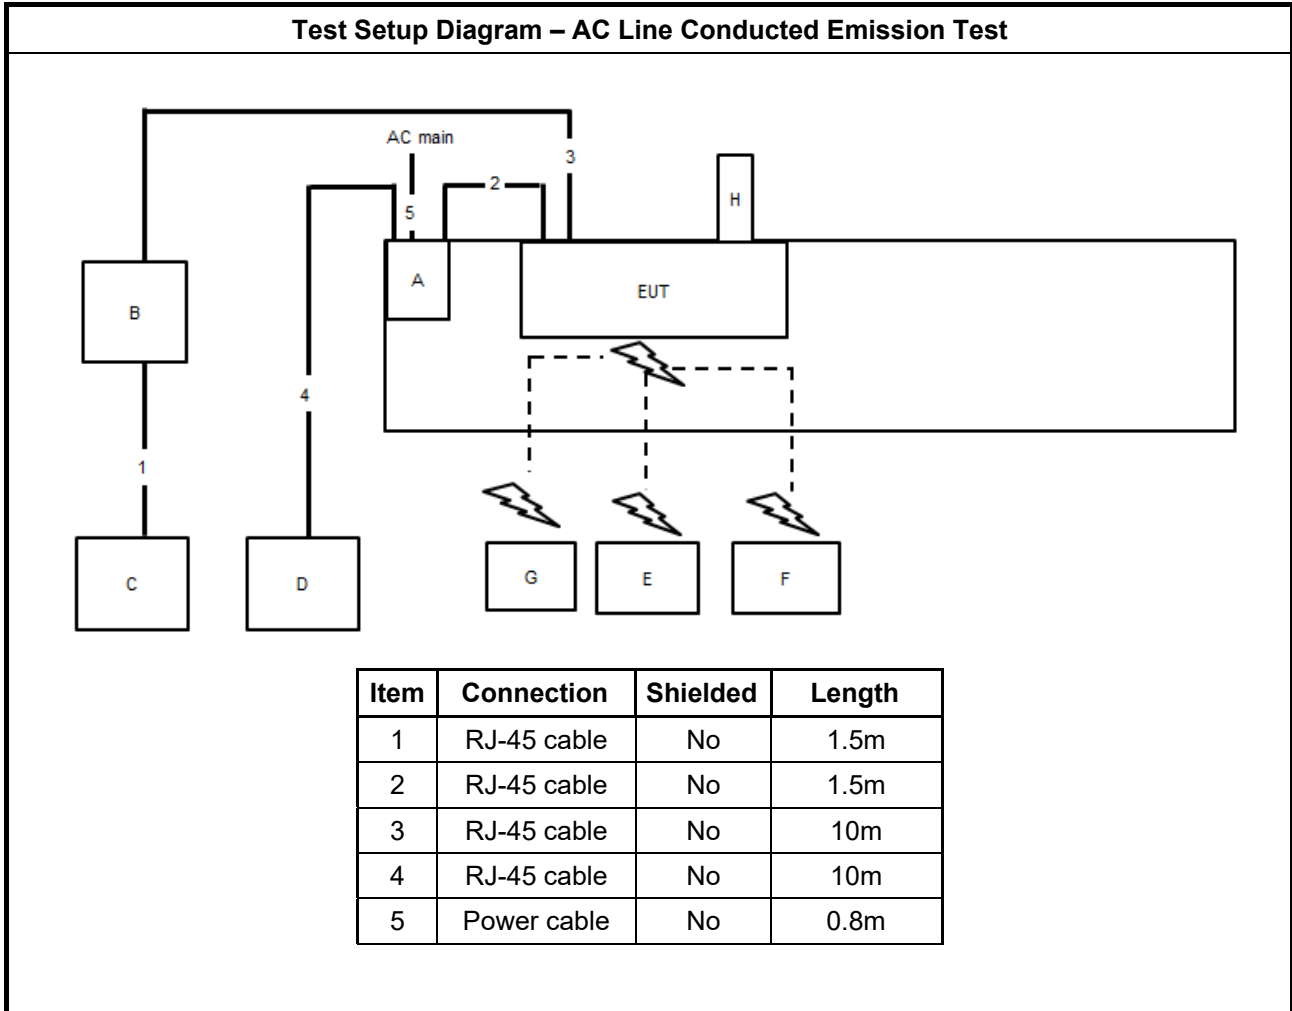 Test Setup Diagram – AC Line Conducted Emission Test
AC main
3
2
H
5
A
EUT
B
4
1
C
D
G
E
F
Item Connection Shielded Length
1 RJ-45 cable No 1.5m
2 RJ-45 cable No 1.5m
3 RJ-45 cable No 10m
4 RJ-45 cable No 10m
5 Power cable No 0.8m